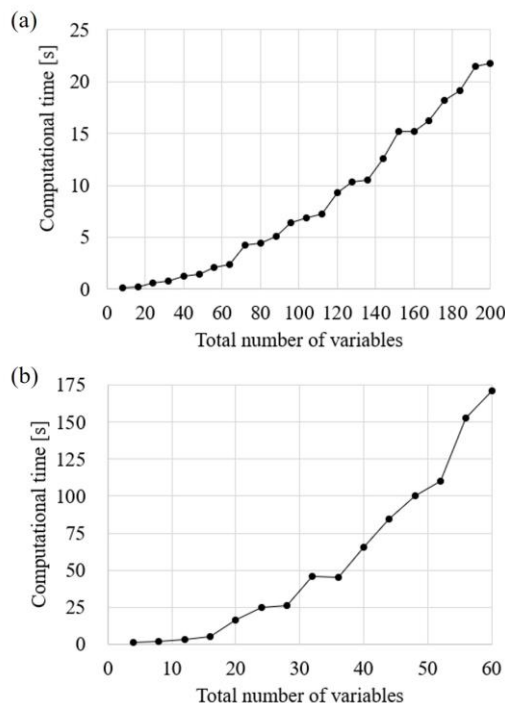 (a)
25
20
15
10
5
0
Computational time [s]
0 20 40 60 80 100 120 140 160 180 200
Total number of variables
(b)
175
150
125
100
75
50
25
0
Computational time [s]
0 10 20 30 40 50 60
Total number of variables